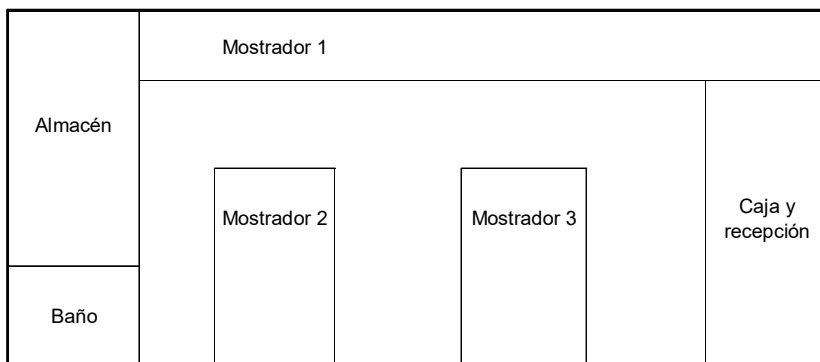 Mostrador 1
Almacén
Mostrador 2
Mostrador 3
Caja y
recepción
Baño